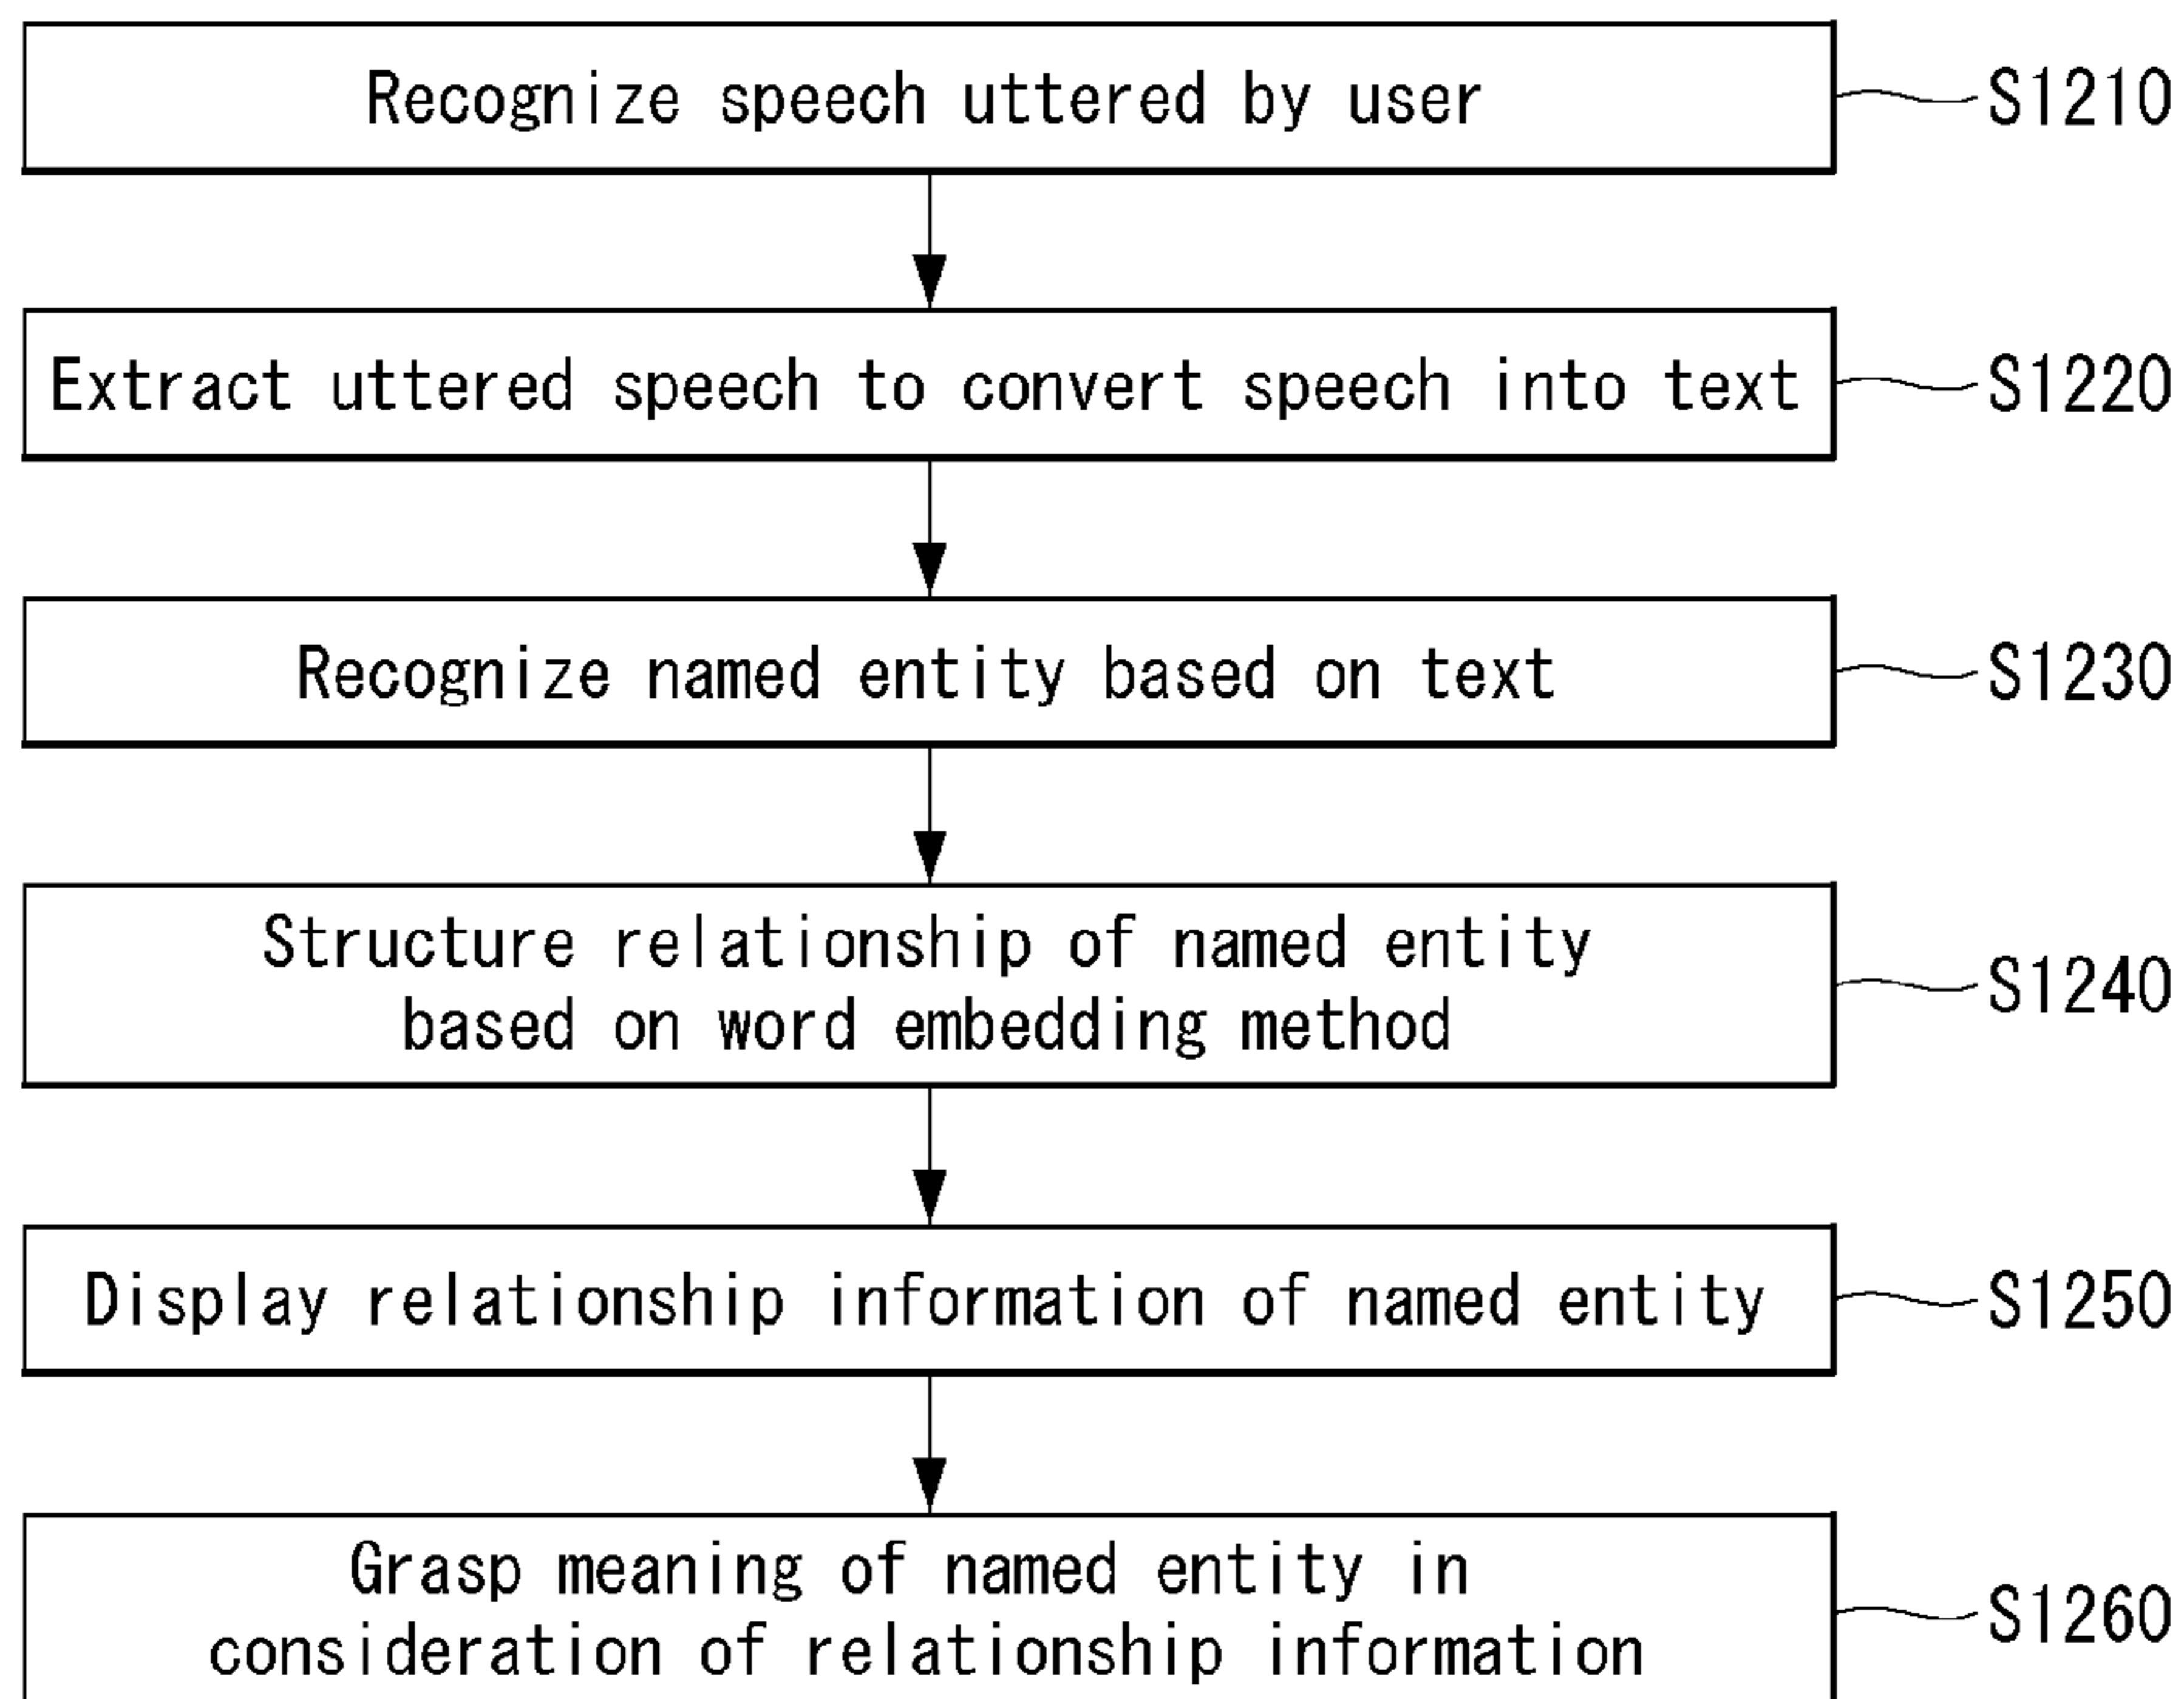 Recognize speech uttered by user
S1210
Extract uttered speech to convert speech into text
S1220
Recognize named entity based on text
S1230
Structure relationship of named entity
based on word embedding method
S1240
Display relationship information of named entity
S1250
Grasp meaning of named entity in
consideration of relationship information
S1260